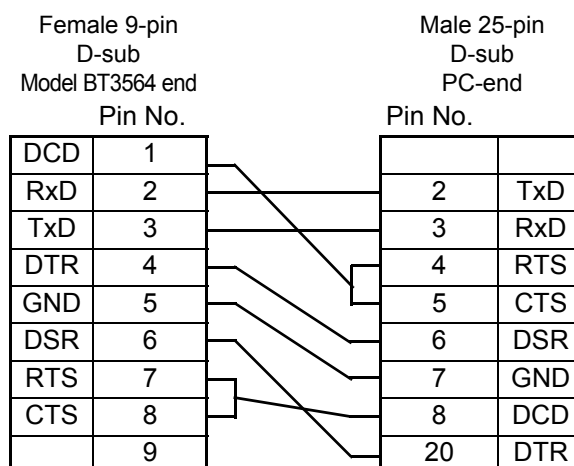 Female 9-pin Male 25-pin
D-sub D-sub
Model BT3564 end PC-end
Pin No. Pin No.
DCD 1
RxD 2 2 TxD
TxD 3 3 RxD
DTR 4 4 RTS
GND 5 5 CTS
DSR 6 6 DSR
RTS 7 7 GND
CTS 8 8 DCD
9 20 DTR